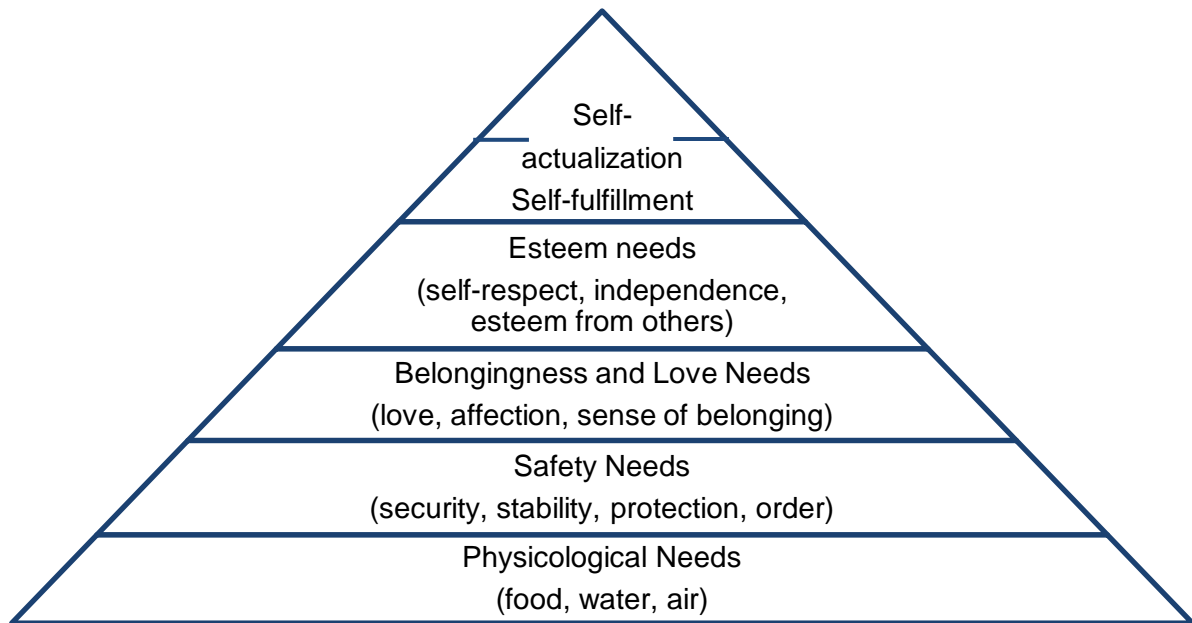 Self-
actualization
Self-fulfillment
Esteem needs
(self-respect, independence,
esteem from others)
Belongingness and Love Needs
(love, affection, sense of belonging)
Safety Needs
(security, stability, protection, order)
Physicological Needs
(food, water, air)